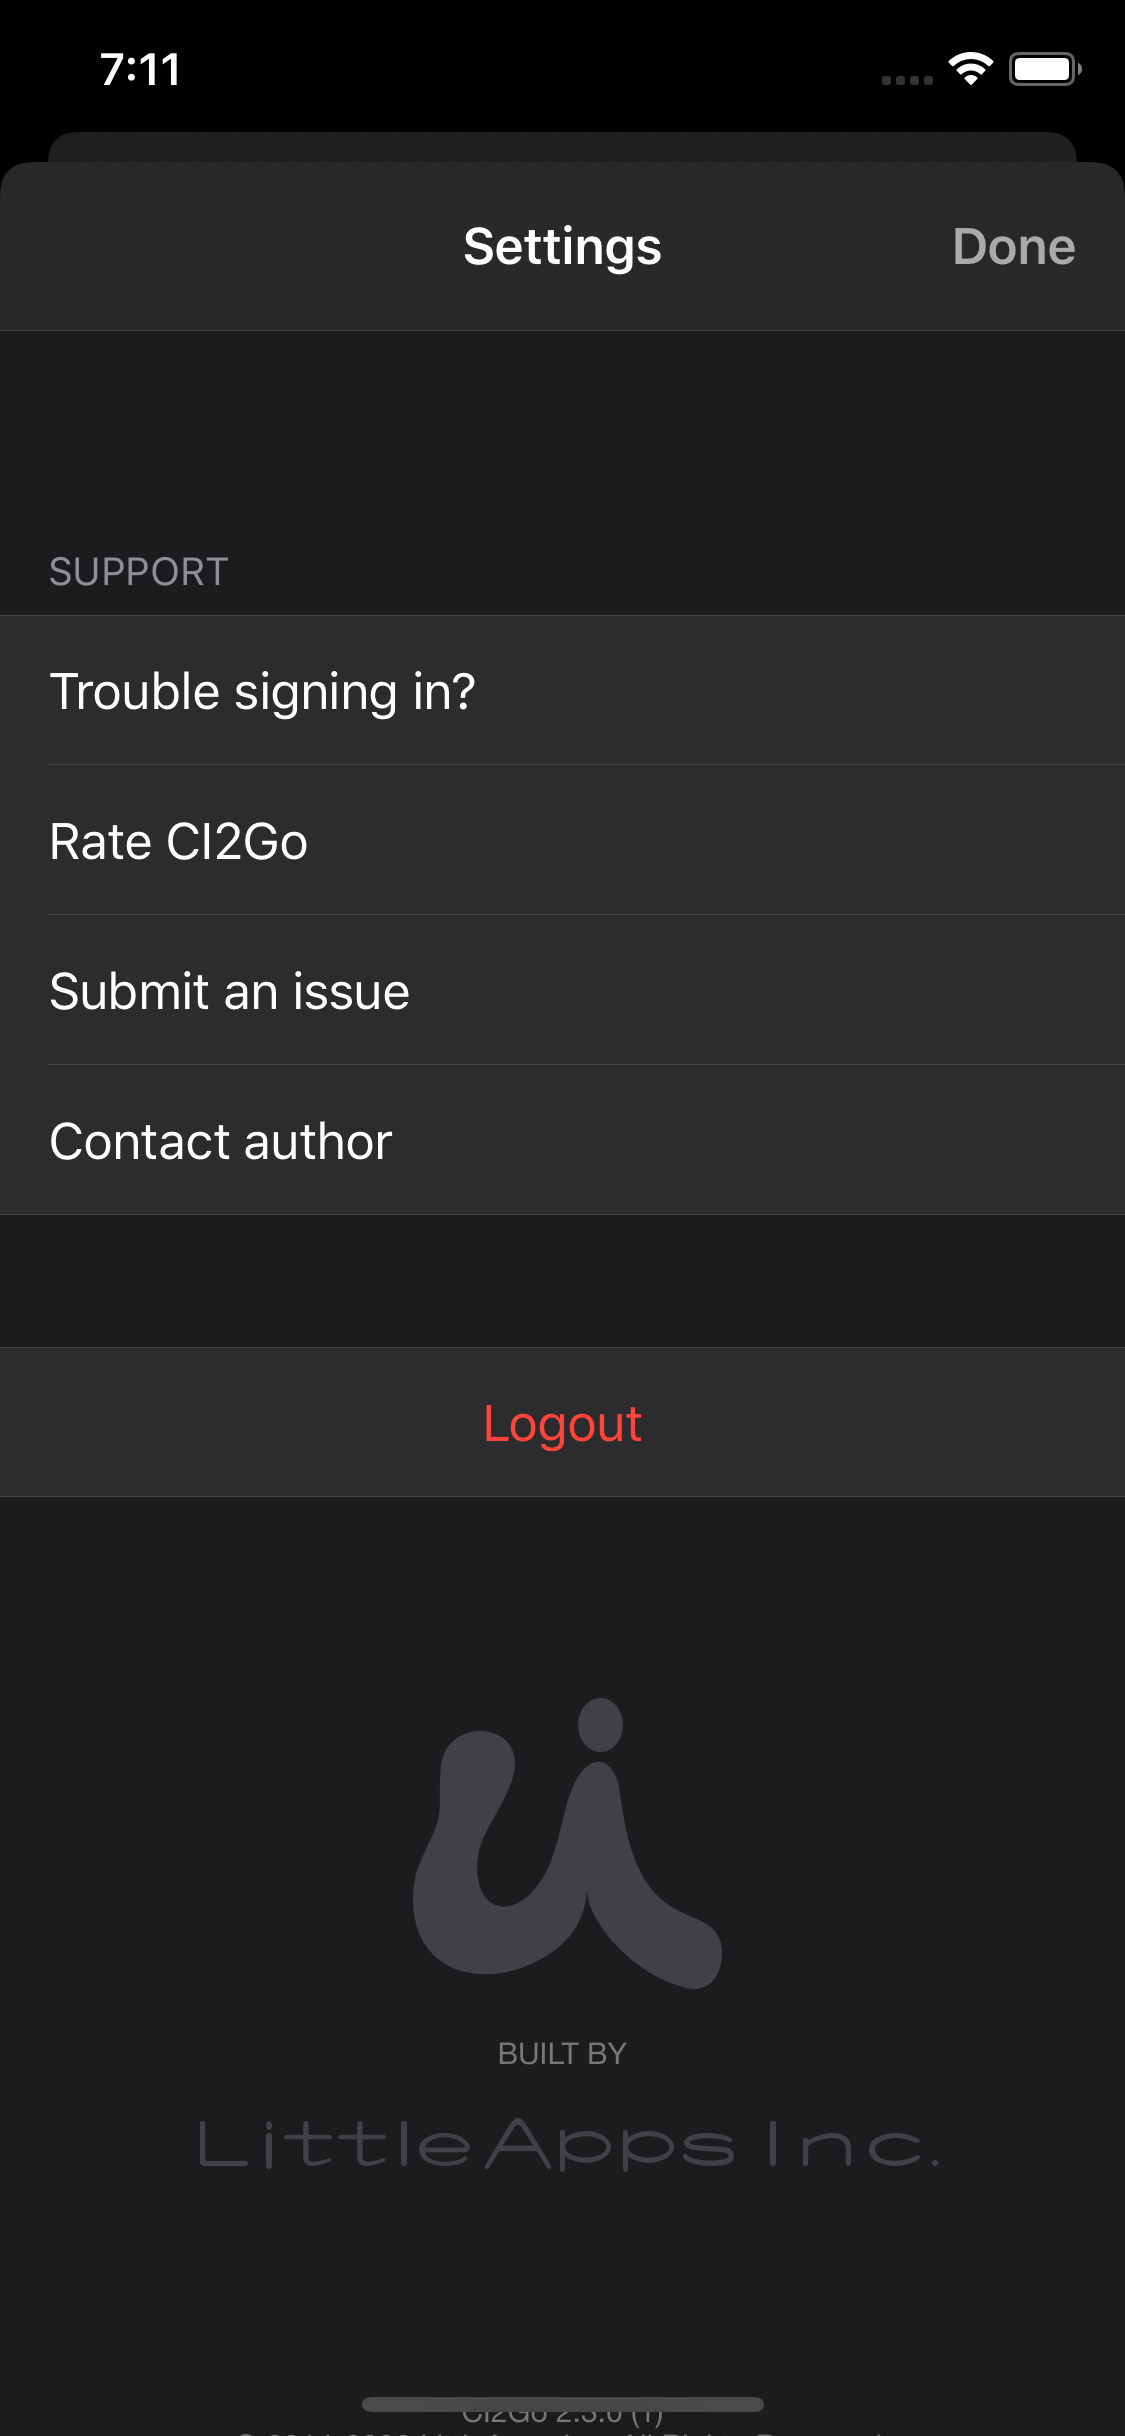 7:11
Settings
Done
SUPPORT
Trouble signing in?
Rate CI2Go
Submit an issue
Contact author
Logout
BUILT BY
LittleApps Inc.
CI2Go 2.3.0 (1)